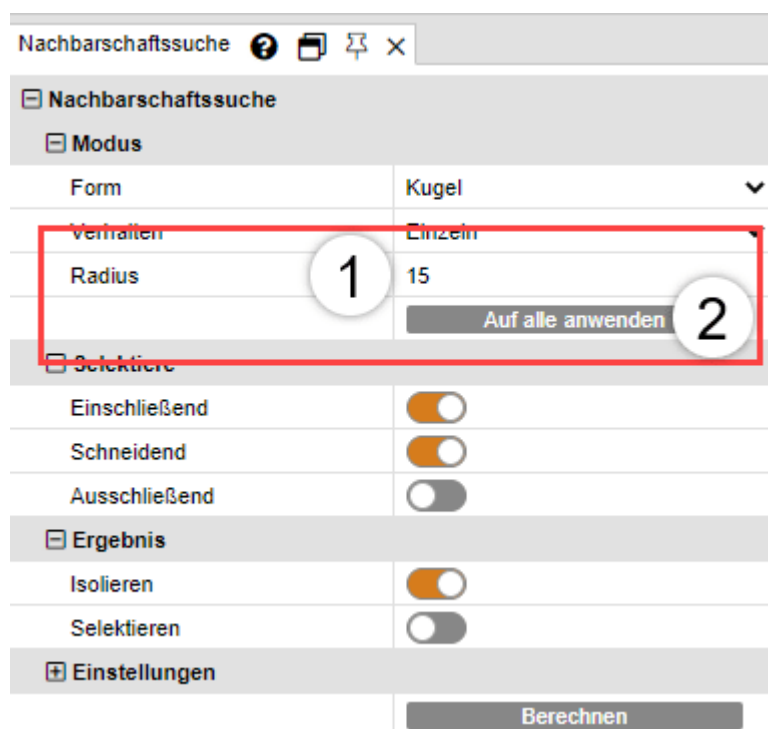 Nachbarschaftssuche
Nachbarschaftssuche
Modus
Form Kugel
Verhalten Einzeln
Radius 1 15
Auf alle anwenden 2
Selektiere
Einschließend
Schneidend
Ausschließend
Ergebnis
Isolieren
Selektieren
Einstellungen
Berechnen